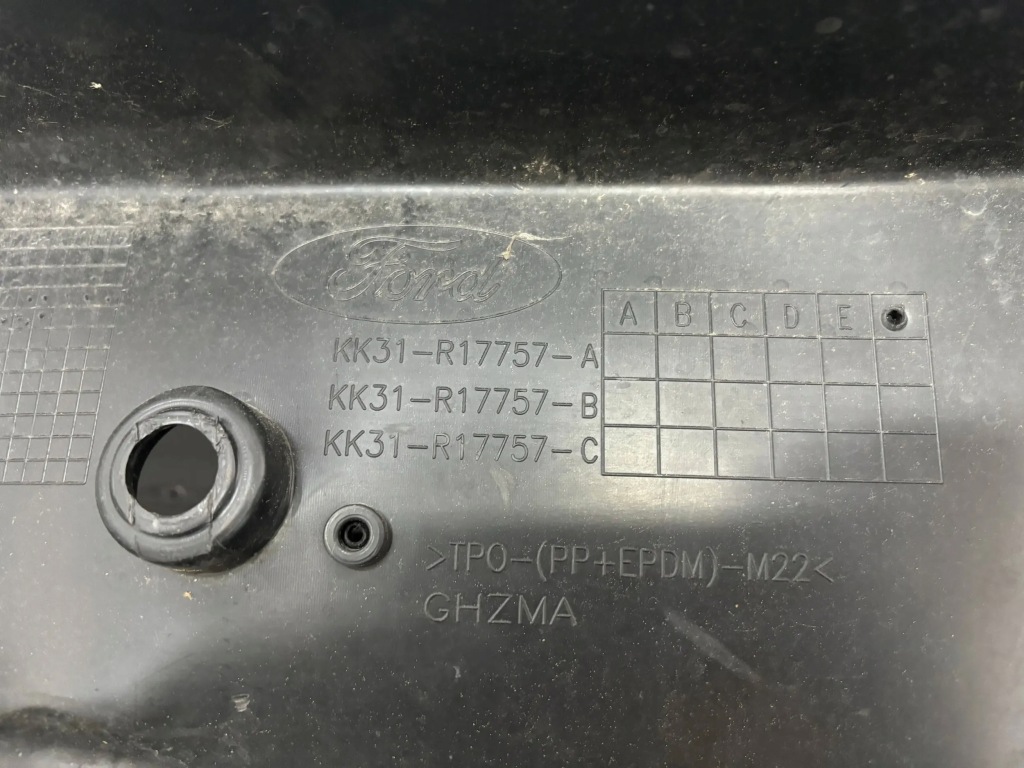 Ford
KK31-R17757-A
KK31-R17757-B
KK31-R17757-C
A B C D E
>TPO-(PP+EPDM)-M22<
GHZMA